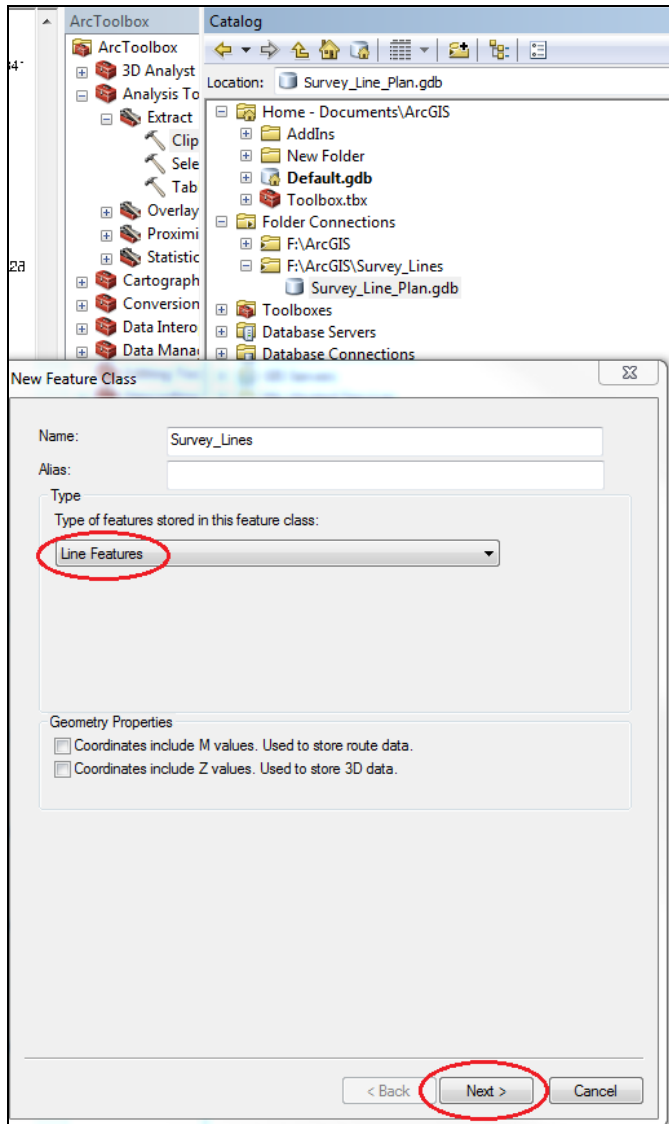 ArcToolbox
ArcToolbox
3D Analyst
Analysis To
Extract
Clip
Sele
Tab
Overlay
Proximi
Statistic
Cartograph
Conversion
Data Intero
Data Mana
Catalog
Location: Survey_Line_Plan.gdb
Home - Documents\ArcGIS
AddIns
New Folder
Default.gdb
Toolbox.tbx
Folder Connections
F:\ArcGIS
F:\ArcGIS\Survey_Lines
Survey_Line_Plan.gdb
Toolboxes
Database Servers
Database Connections
New Feature Class
Name: Survey_Lines
Alias:
Type
Type of features stored in this feature class:
Line Features
Geometry Properties
Coordinates include M values. Used to store route data.
Coordinates include Z values. Used to store 3D data.
< Back
Next >
Cancel